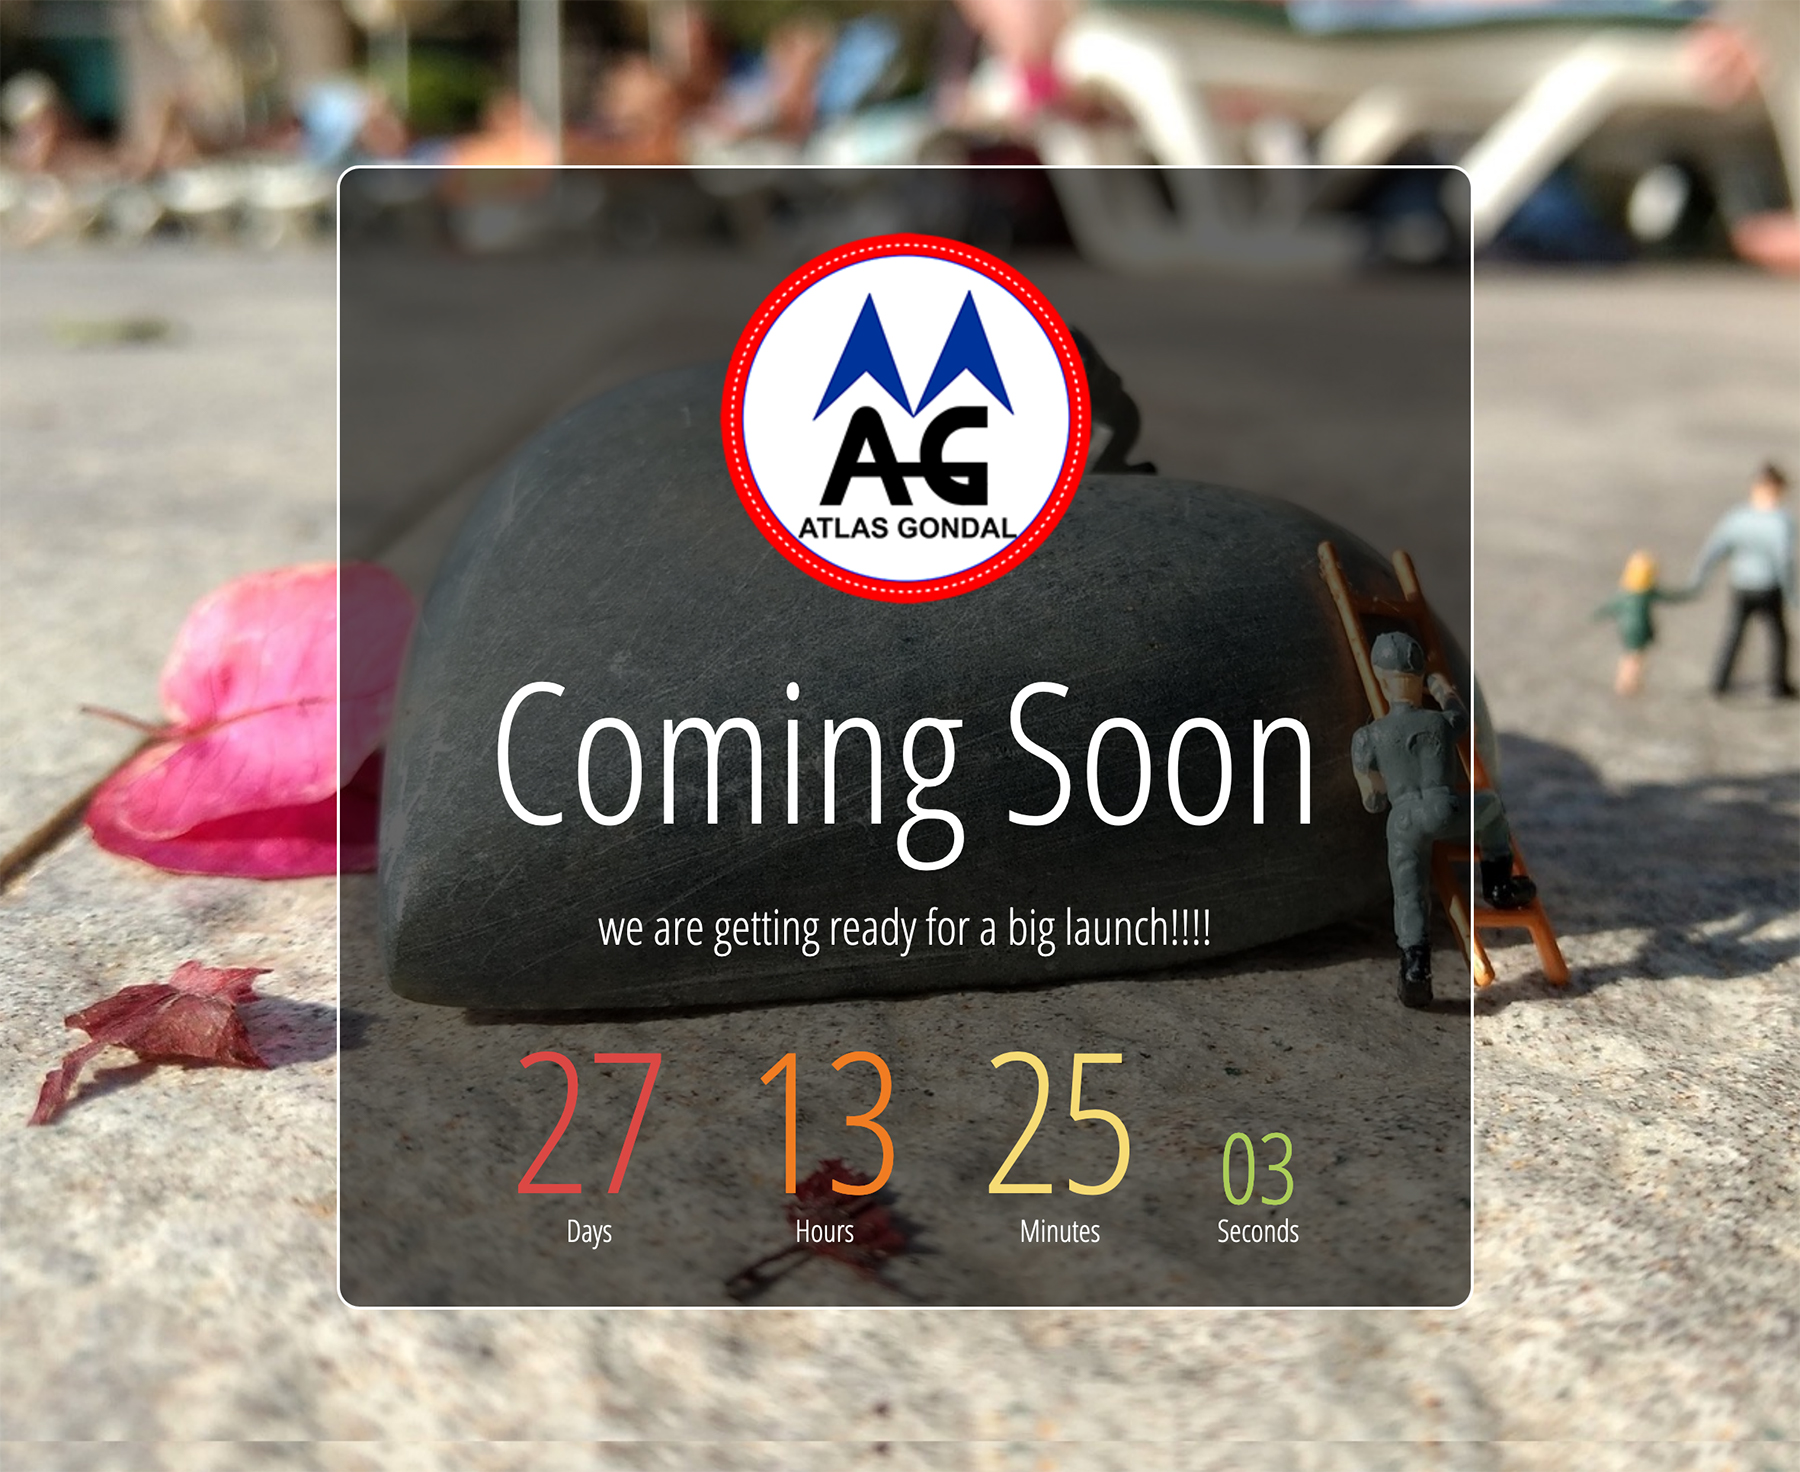 AG
ATLAS GONDAL
Coming Soon
we are getting ready for a big launch!!!!
27 13 25 03
Days Hours Minutes Seconds